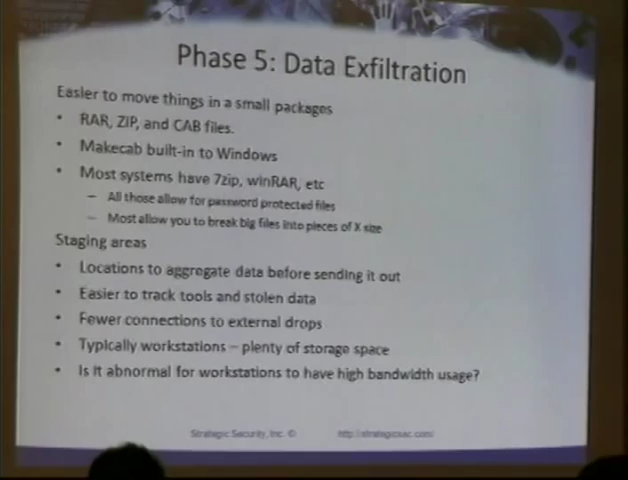 Phase 5: Data Exfiltration
Easier to move things in a small packages
• RAR, ZIP, and CAB files.
• Makecab built-in to Windows
• Most systems have 7zip, winRAR, etc
– All those allow for password protected files
– Most allow you to break big files into pieces of X size
Staging areas
• Locations to aggregate data before sending it out
• Easier to track tools and stolen data
• Fewer connections to external drops
• Typically workstations – plenty of storage space
• Is it abnormal for workstations to have high bandwidth usage?
Strategic Security, Inc. © http://strategicsec.com/